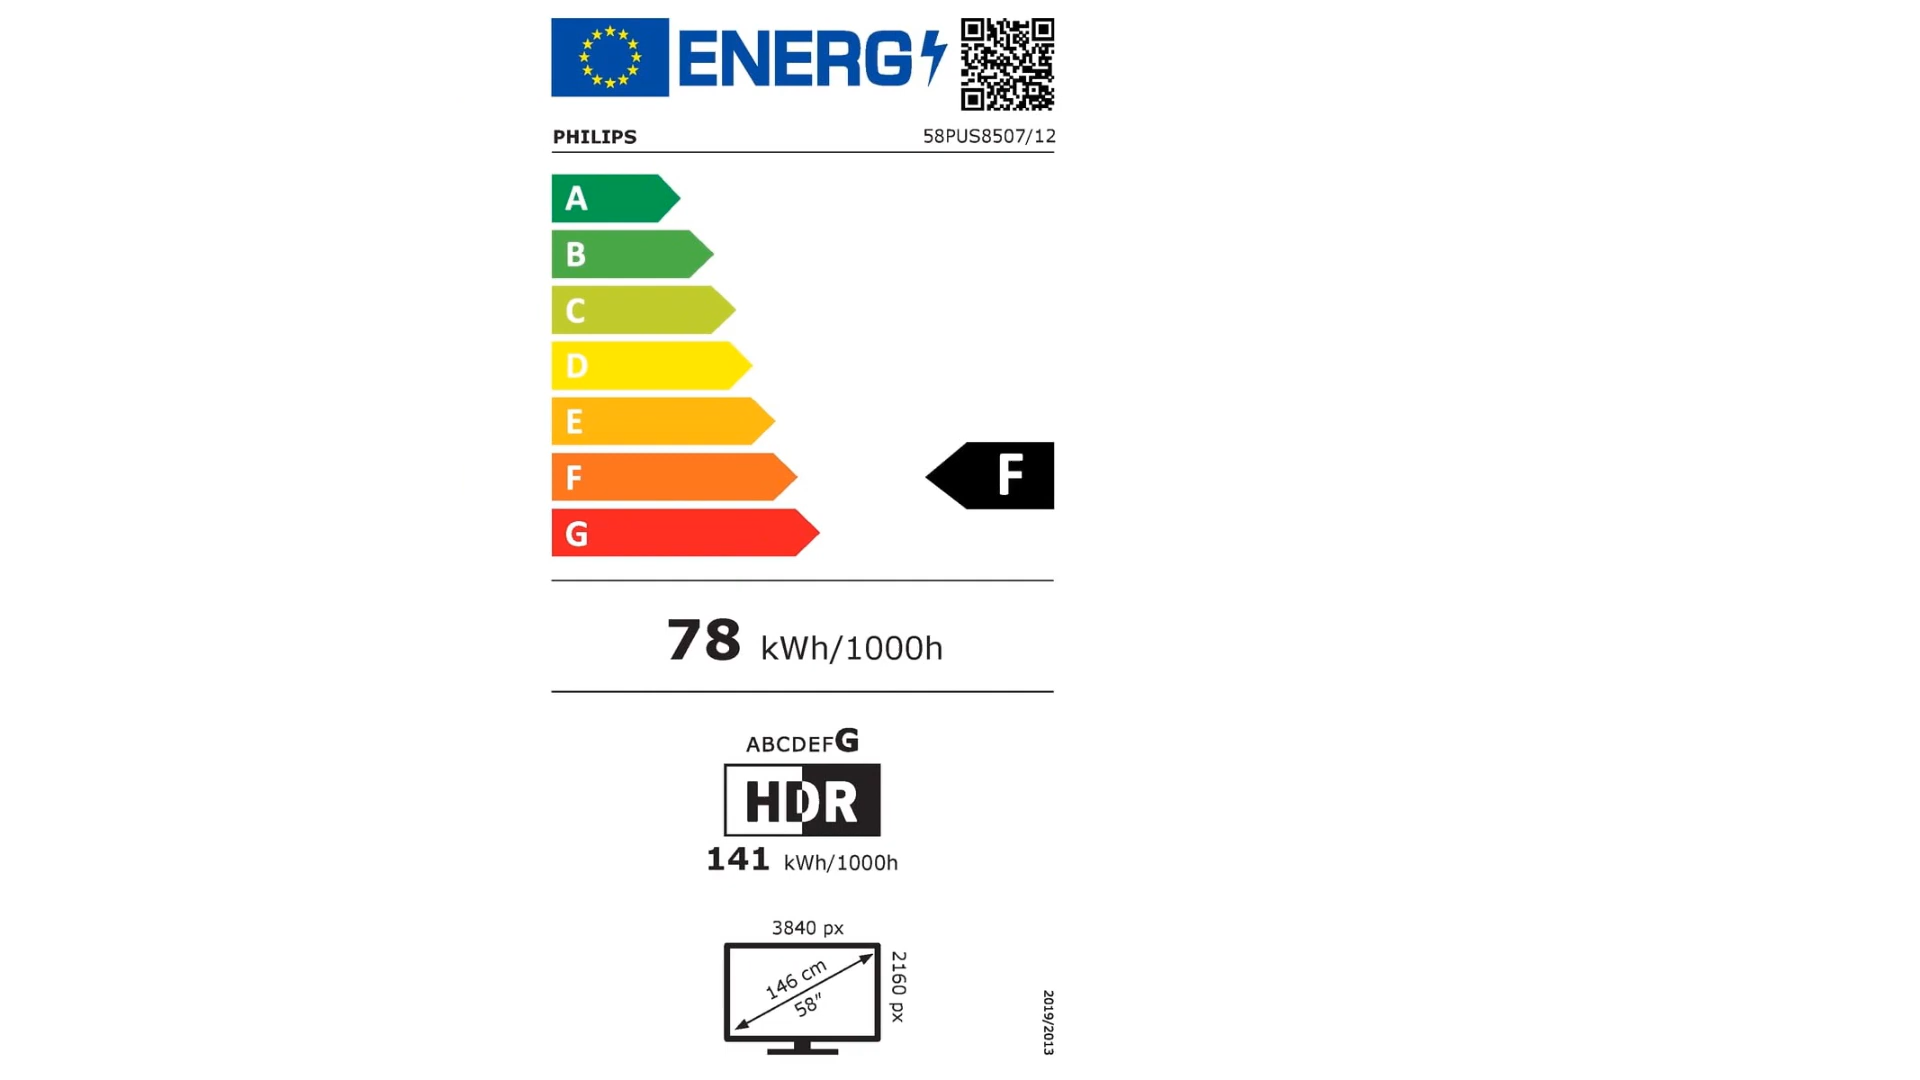 ENERG
PHILIPS 58PUS8507/12
A
B
C
D
E
F
F
G
78 kWh/1000h
ABCDEFG
HDR
141 kWh/1000h
3840 px
146 cm
58"
2160 px
2019/2013